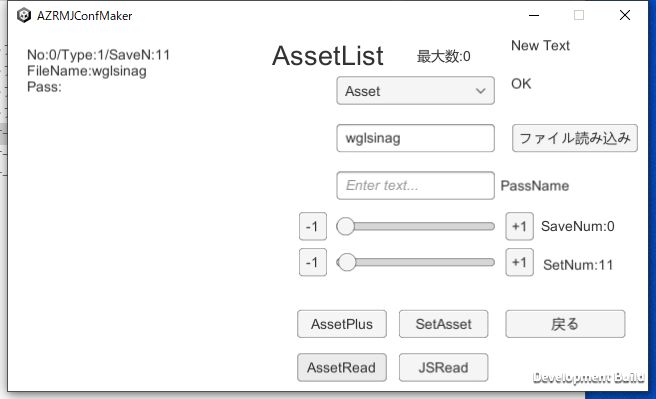 AZRMJConfMaker
No:0/Type:1/SaveN:11
FileName:wglsinag
Pass:
AssetList
最大数:0
New Text
Asset
OK
wglsinag
ファイル読み込み
Enter text...
PassName
-1
+1
SaveNum:0
-1
+1
SetNum:11
AssetPlus
SetAsset
戻る
AssetRead
JSRead
Development Build